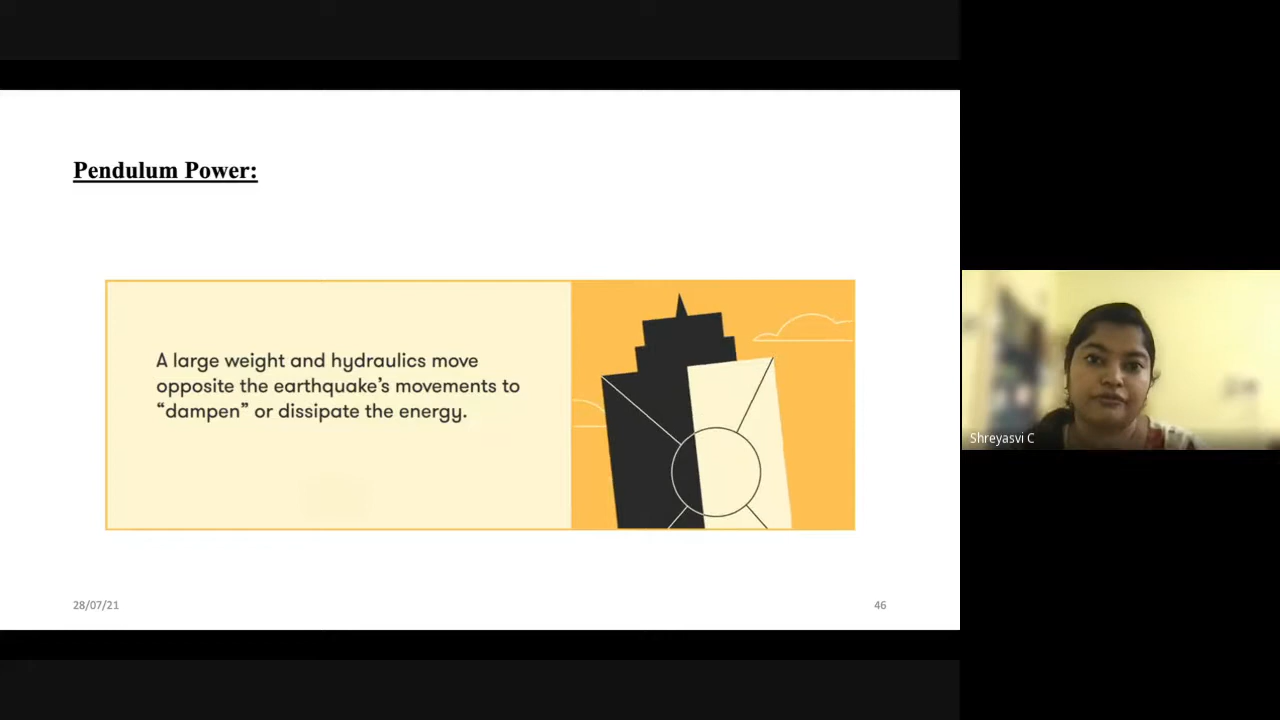 Pendulum Power:
A large weight and hydraulics move
opposite the earthquake’s movements to
“dampen” or dissipate the energy.
28/07/21
46
Shreyasvi C